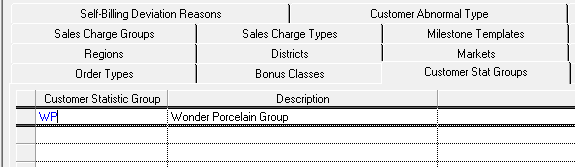 Self-Billing Deviation Reasons Customer Abnormal Type
Sales Charge Groups Sales Charge Types Milestone Templates
Regions Districts Markets
Order Types Bonus Classes Customer Stat Groups
Customer Statistic Group Description
WP Wonder Porcelain Group